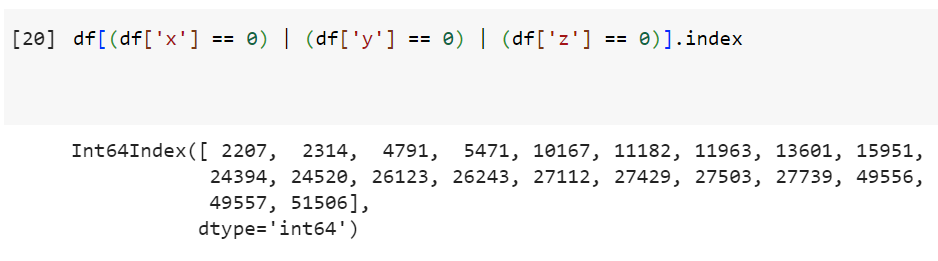 [20] df[(df['x'] == 0) | (df['y'] == 0) | (df['z'] == 0)].index
Int64Index([ 2207,  2314,  4791,  5471, 10167, 11182, 11963, 13601, 15951,
            24394, 24520, 26123, 26243, 27112, 27429, 27503, 27739, 49556,
            49557, 51506],
           dtype='int64')